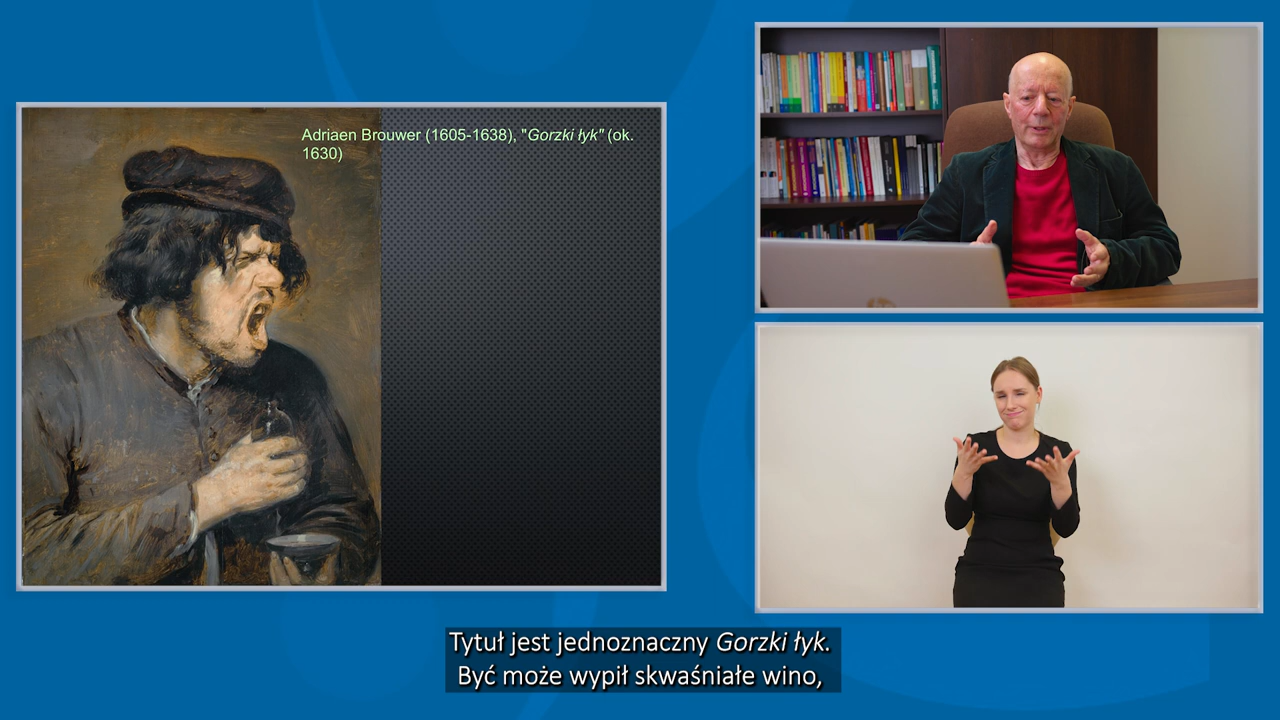 Adriaen Brouwer (1605-1638), "Gorzki łyk" (ok.
1630)
Tytuł jest jednoznaczny Gorzki łyk.
Być może wypił skwaśniałe wino,